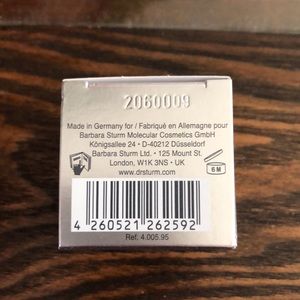 2060009
Made in Germany for / Fabriqué en Allemagne pour
Barbara Sturm Molecular Cosmetics GmbH
Königsallee 24 • D-40212 Düsseldorf
Barbara Sturm Ltd. • 125 Mount St.
London, W1K 3NS • UK
www.drsturm.com
6 M
4 260521 262592
Ref. 4.005.95